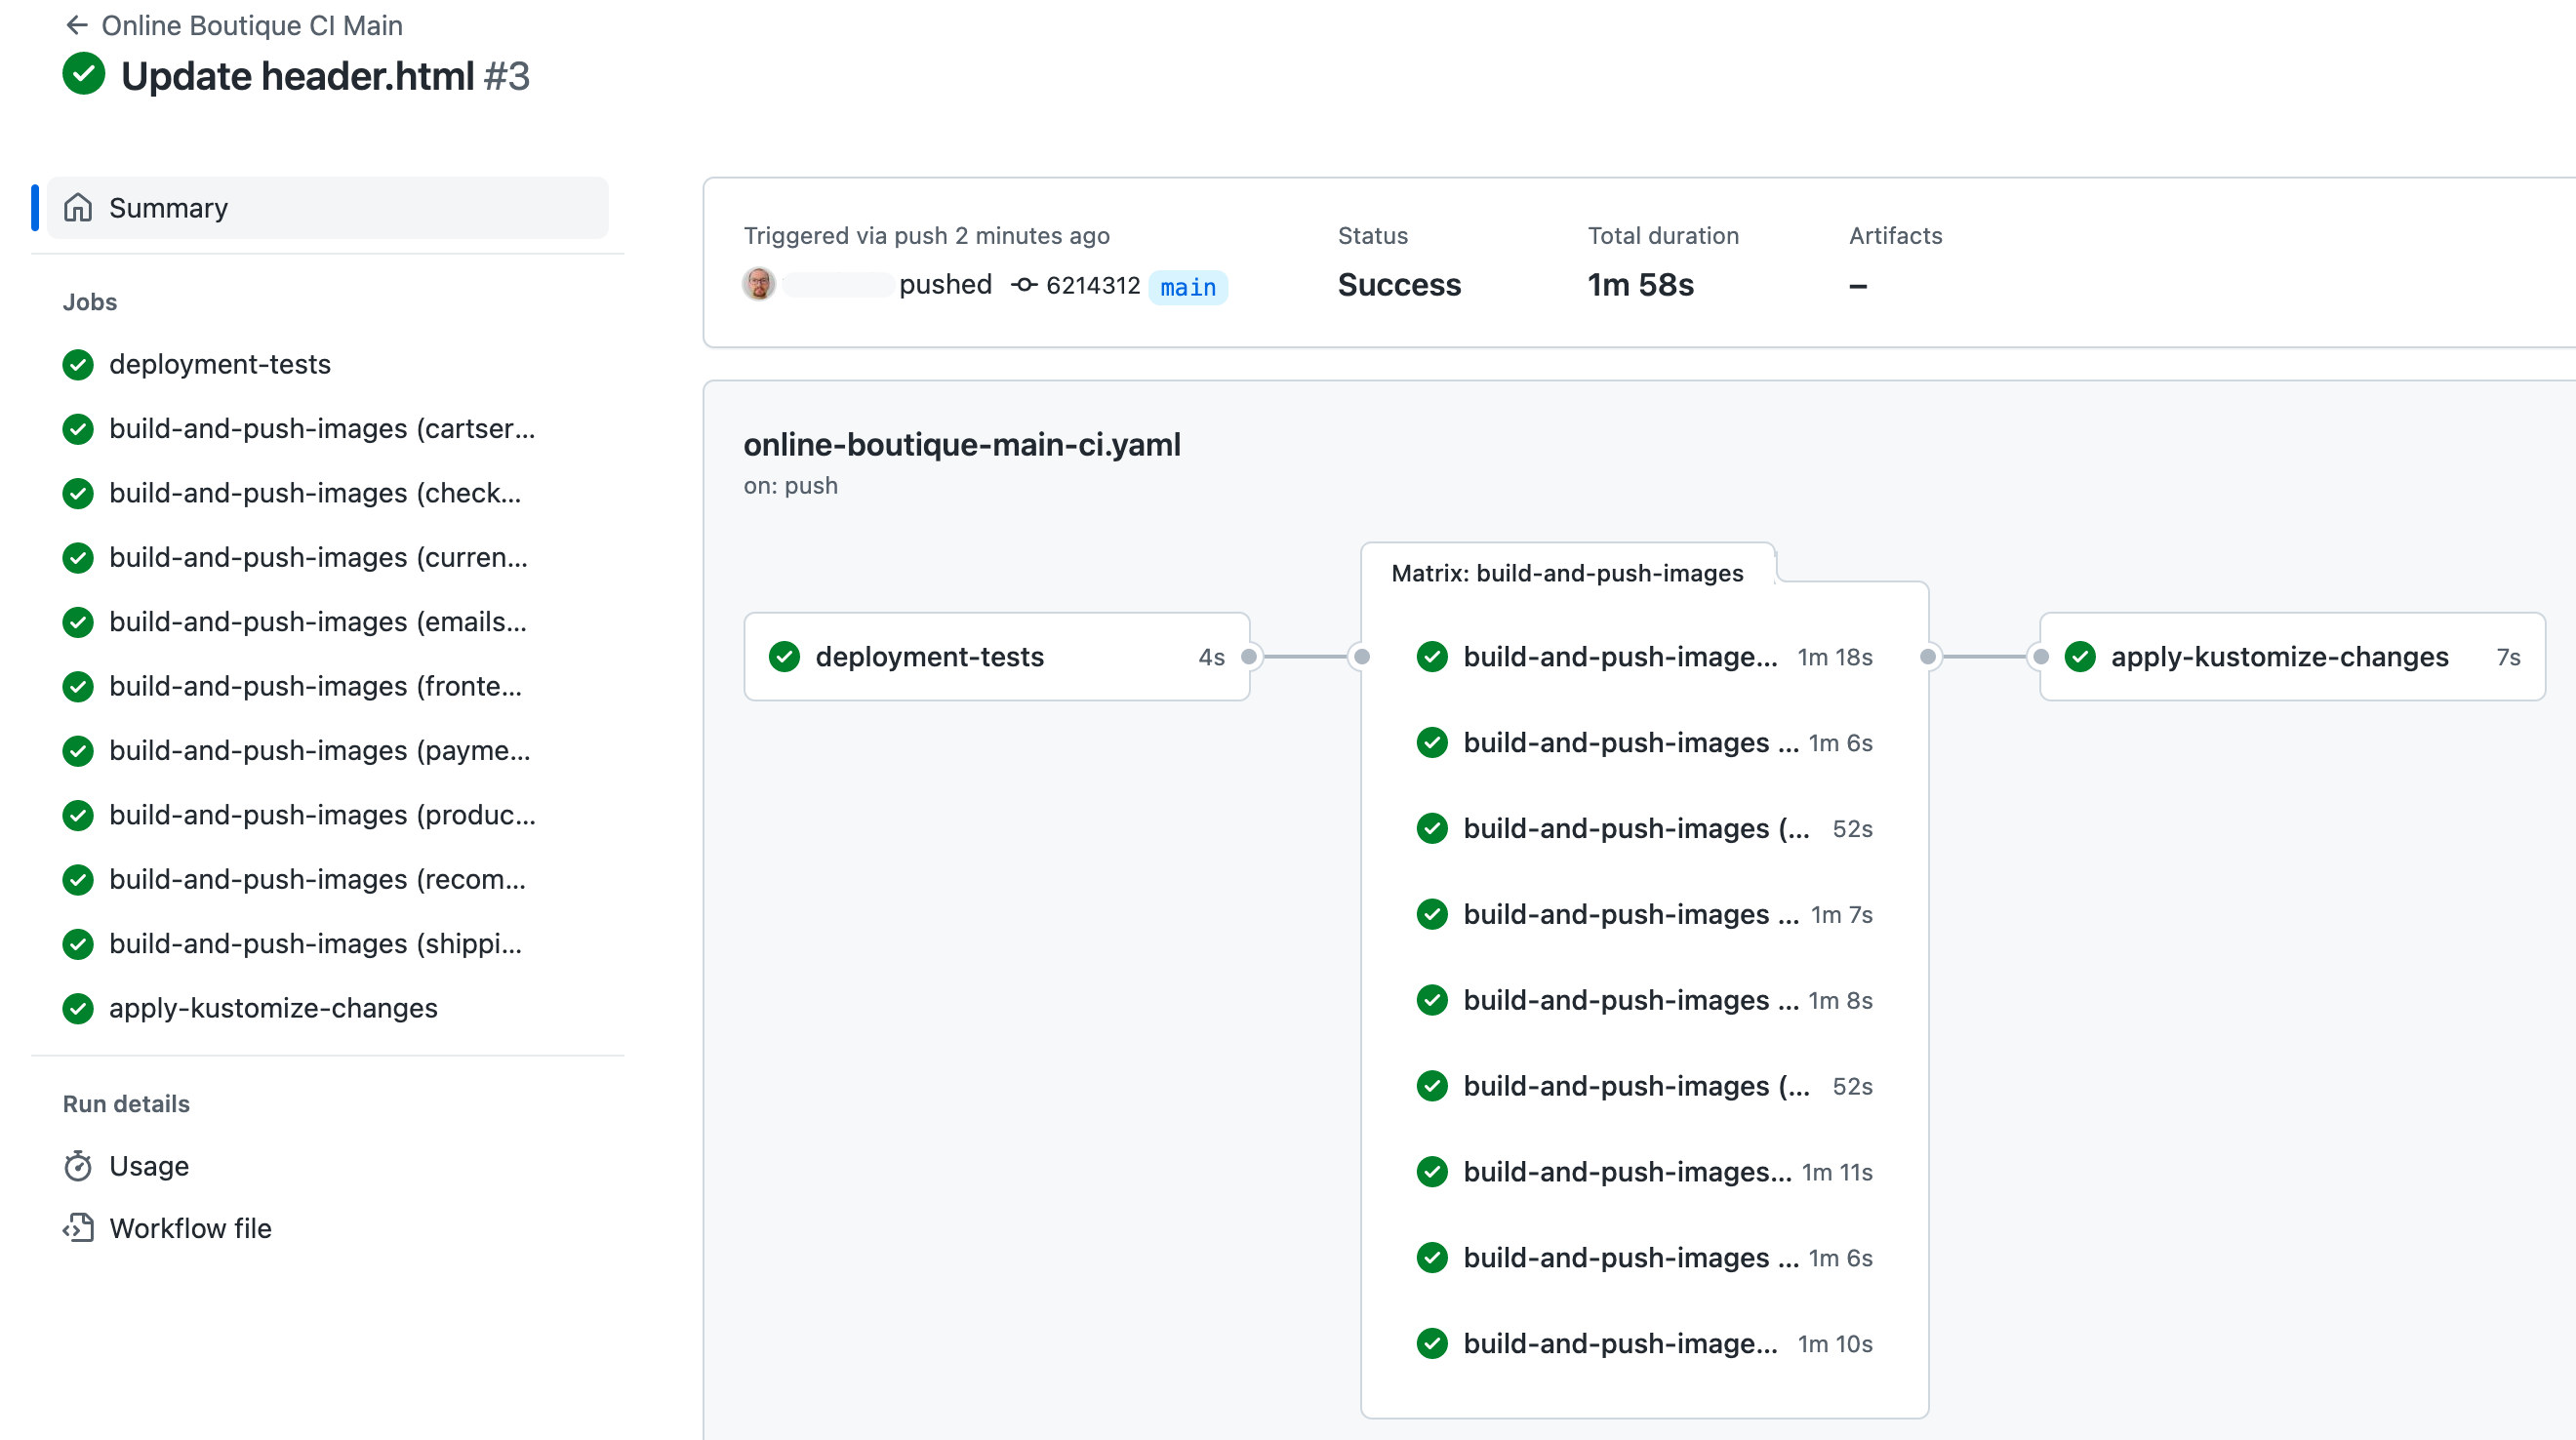 Online Boutique CI Main
Update header.html #3
Summary
Jobs
deployment-tests
build-and-push-images (cartser...
build-and-push-images (check...
build-and-push-images (curren...
build-and-push-images (emails...
build-and-push-images (fronte...
build-and-push-images (payme...
build-and-push-images (produc...
build-and-push-images (recom...
build-and-push-images (shippi...
apply-kustomize-changes
Run details
Usage
Workflow file
Triggered via push 2 minutes ago
pushed 6214312 main
Status
Success
Total duration
1m 58s
Artifacts
–
online-boutique-main-ci.yaml
on: push
deployment-tests 4s
Matrix: build-and-push-images
build-and-push-image... 1m 18s
build-and-push-images ... 1m 6s
build-and-push-images (... 52s
build-and-push-images ... 1m 7s
build-and-push-images ... 1m 8s
build-and-push-images (... 52s
build-and-push-images... 1m 11s
build-and-push-images ... 1m 6s
build-and-push-image... 1m 10s
apply-kustomize-changes 7s